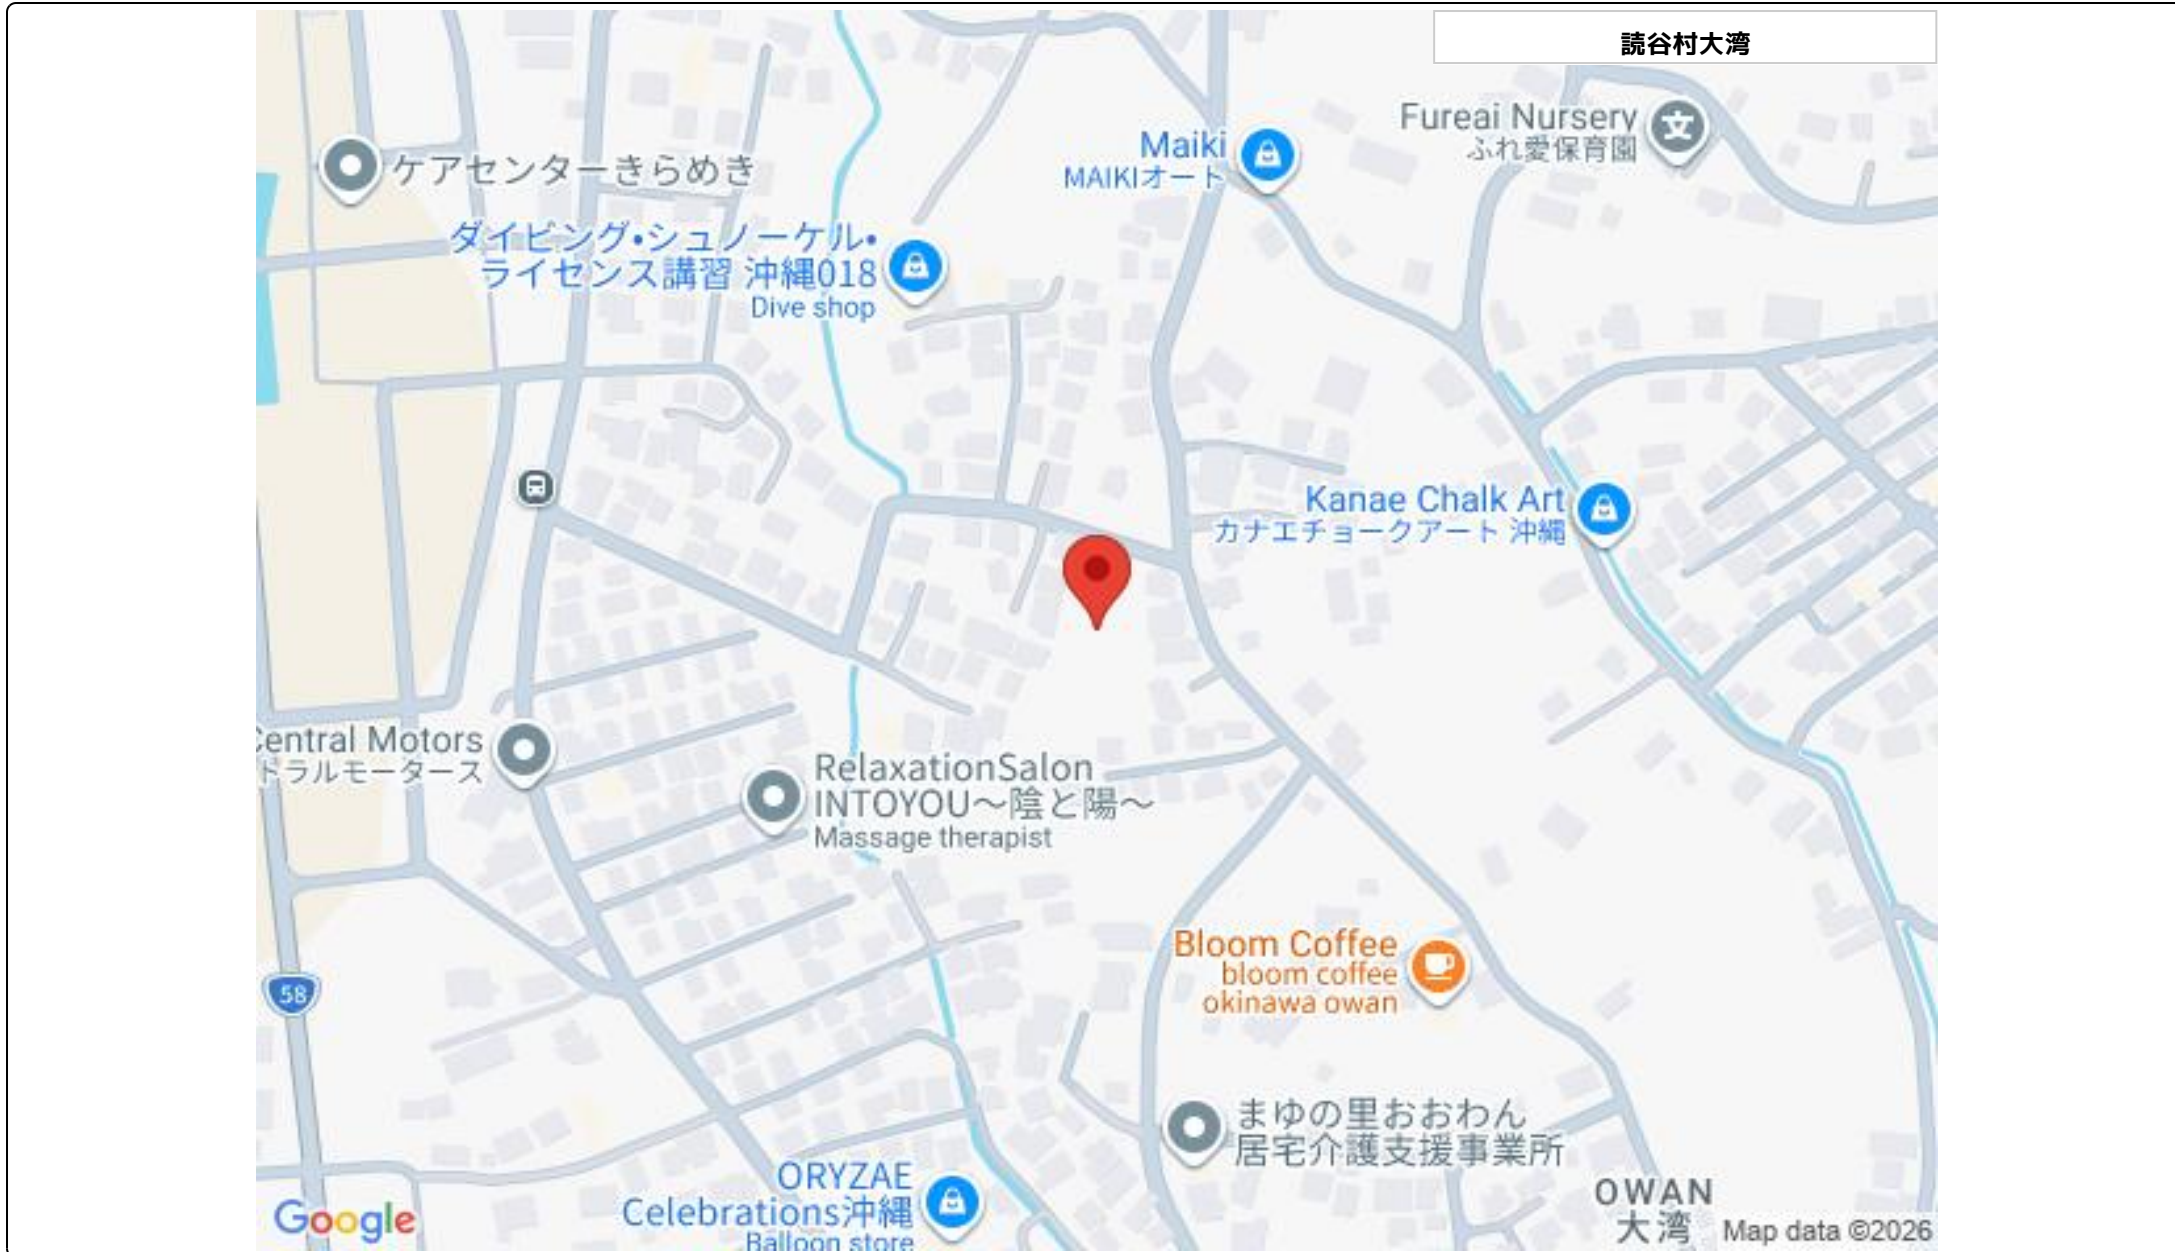 読谷村大湾
Fureai Nursery
ふれ愛保育園
Maiki
MAIKIオート
ケアセンターきらめき
ダイビング•シュノーケル•
ライセンス講習 沖縄018
Dive shop
Kanae Chalk Art
カナエチョークアート 沖縄
Central Motors
トラルモータース
RelaxationSalon
INTOYOU～陰と陽～
Massage therapist
Bloom Coffee
bloom coffee
okinawa owan
58
まゆの里おおわん
居宅介護支援事業所
ORYZAE
Celebrations沖縄
Balloon store
OWAN
大湾
Google
Map data ©2026